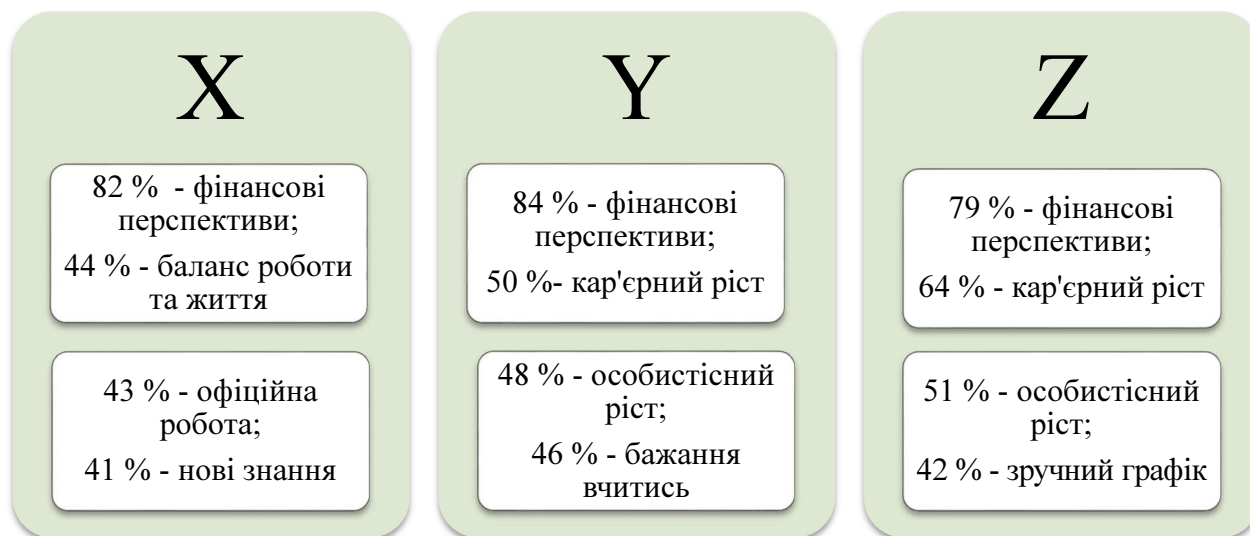 X
82 % - фінансові
перспективи;
44 % - баланс роботи
та життя
43 % - офіційна
робота;
41 % - нові знання
Y
84 % - фінансові
перспективи;
50 %- кар'єрний ріст
48 % - особистісний
ріст;
46 % - бажання
вчитись
Z
79 % - фінансові
перспективи;
64 % - кар'єрний ріст
51 % - особистісний
ріст;
42 % - зручний графік